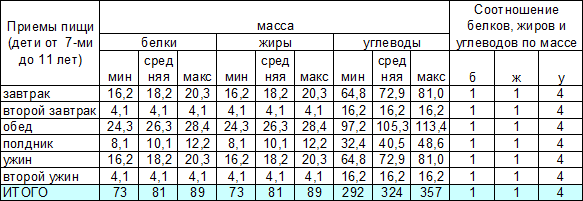 Приемы пищи (дети от 7-ми до 11 лет) | масса | Соотношение белков, жиров и углеводов по массе
белки | жиры | углеводы
мин | средняя | макс | мин | средняя | макс | мин | средняя | макс | б | ж | у
завтрак | 16,2 | 18,2 | 20,3 | 16,2 | 18,2 | 20,3 | 64,8 | 72,9 | 81,0 | 1 | 1 | 4
второй завтрак | 4,1 | 4,1 | 4,1 | 4,1 | 4,1 | 4,1 | 16,2 | 16,2 | 16,2 | 1 | 1 | 4
обед | 24,3 | 26,3 | 28,4 | 24,3 | 26,3 | 28,4 | 97,2 | 105,3 | 113,4 | 1 | 1 | 4
полдник | 8,1 | 10,1 | 12,2 | 8,1 | 10,1 | 12,2 | 32,4 | 40,5 | 48,6 | 1 | 1 | 4
ужин | 16,2 | 18,2 | 20,3 | 16,2 | 18,2 | 20,3 | 64,8 | 72,9 | 81,0 | 1 | 1 | 4
второй ужин | 4,1 | 4,1 | 4,1 | 4,1 | 4,1 | 4,1 | 16,2 | 16,2 | 16,2 | 1 | 1 | 4
ИТОГО | 73 | 81 | 89 | 73 | 81 | 89 | 292 | 324 | 357 | 1 | 1 | 4